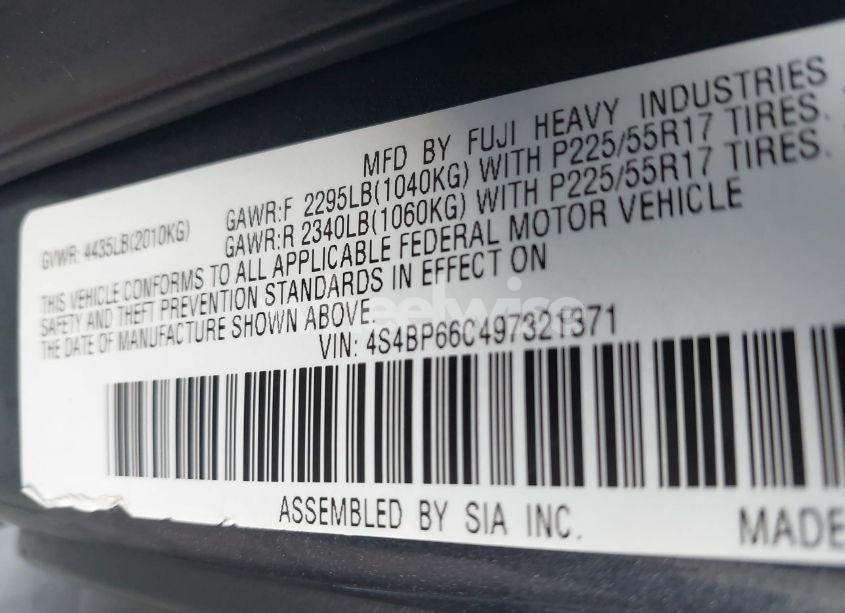 MFD BY FUJI HEAVY INDUSTRIES
GVWR: 4435LB(2010KG) GAWR:F 2295LB(1040KG) WITH P225/55R17 TIRES.
GAWR:R 2340LB(1060KG) WITH P225/55R17 TIRES.
THIS VEHICLE CONFORMS TO ALL APPLICABLE FEDERAL MOTOR VEHICLE
SAFETY AND THEFT PREVENTION STANDARDS IN EFFECT ON
THE DATE OF MANUFACTURE SHOWN ABOVE.
VIN: 4S4BP66C497321371
ASSEMBLED BY SIA INC. MADE